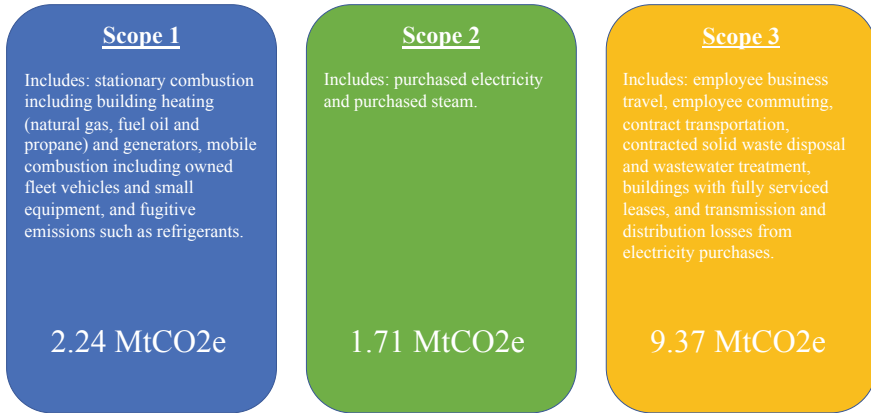 Scope 1
Includes: stationary combustion
including building heating
(natural gas, fuel oil and
propane) and generators, mobile
combustion including owned
fleet vehicles and small
equipment, and fugitive
emissions such as refrigerants.
2.24 MtCO2e
Scope 2
Includes: purchased electricity
and purchased steam.
1.71 MtCO2e
Scope 3
Includes: employee business
travel, employee commuting,
contract transportation,
contracted solid waste disposal
and wastewater treatment,
buildings with fully serviced
leases, and transmission and
distribution losses from
electricity purchases.
9.37 MtCO2e